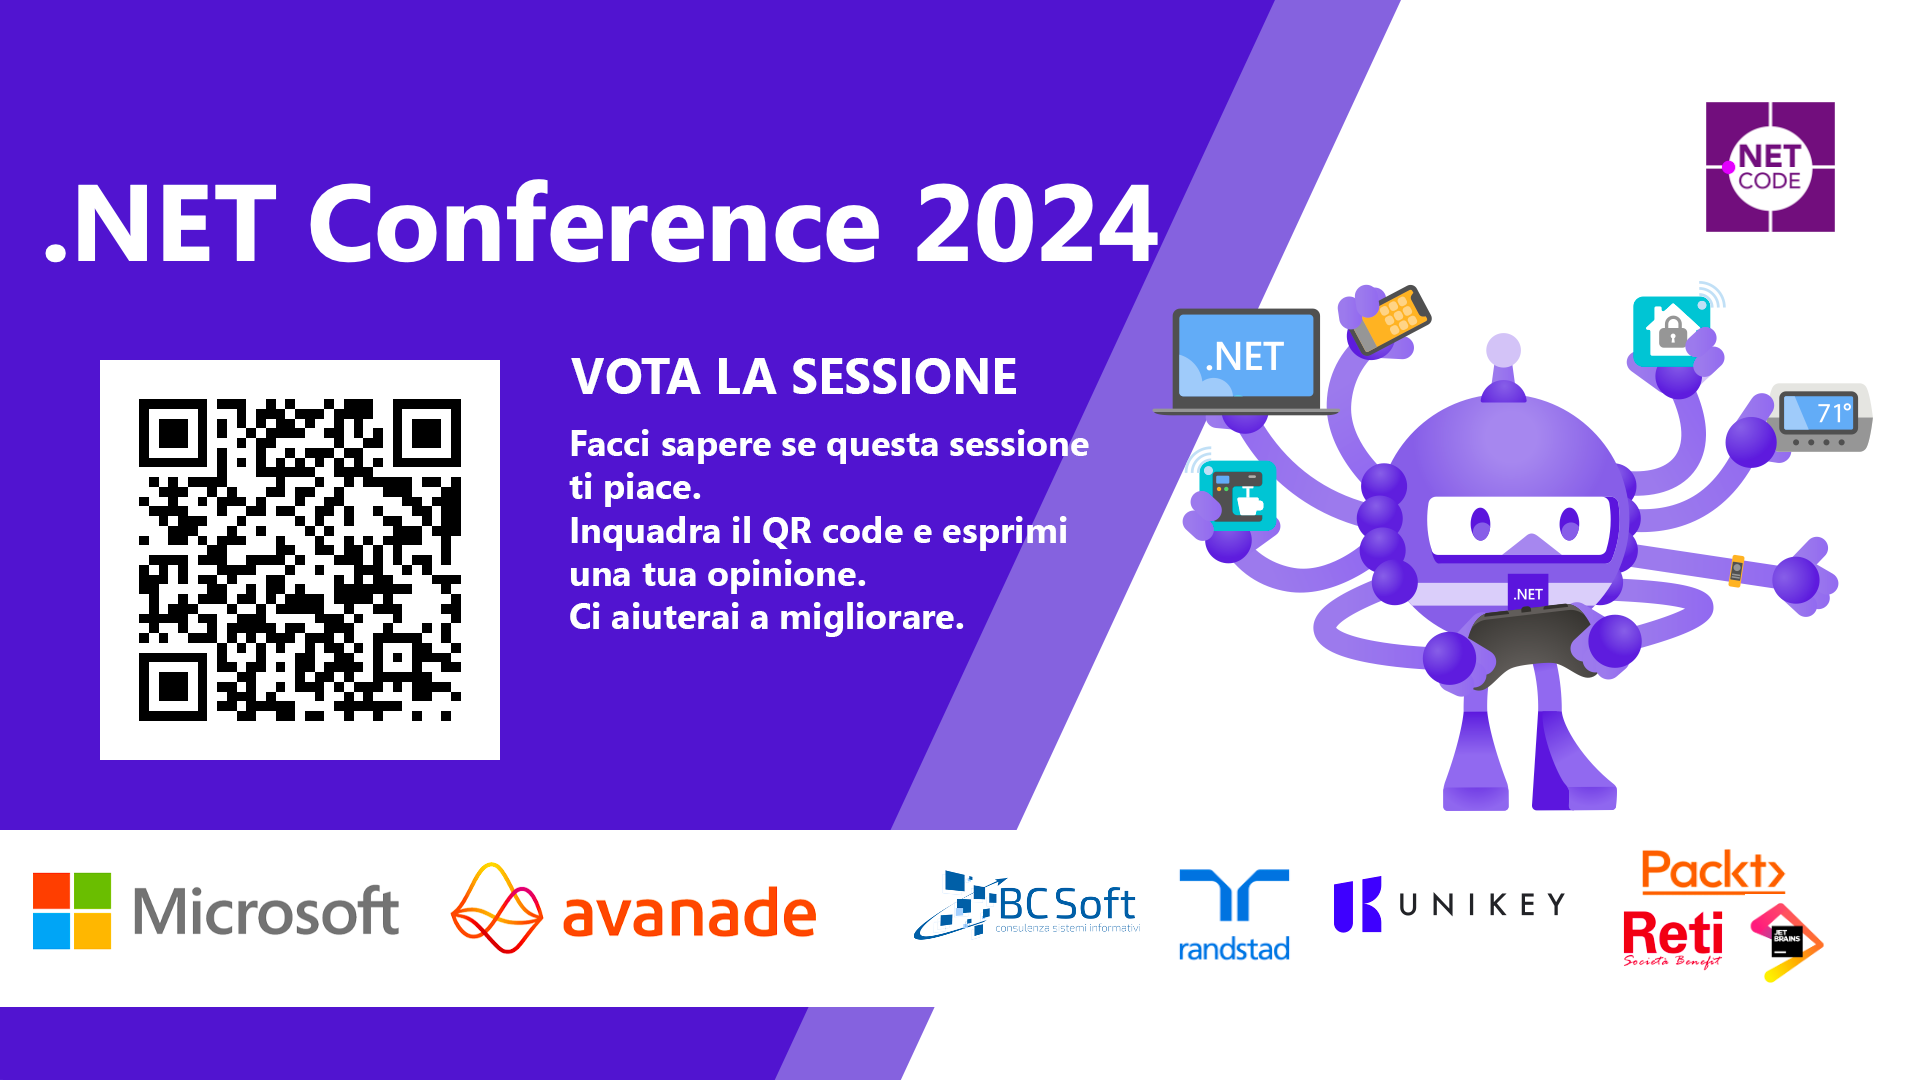 .NET Conference 2024
NET
CODE
VOTA LA SESSIONE
Facci sapere se questa sessione
ti piace.
Inquadra il QR code e esprimi
una tua opinione.
Ci aiuterai a migliorare.
.NET
71°
.NET
Microsoft
avanade
BC Soft
consulenza sistemi informativi
randstad
UNIKEY
Packt>
Reti
Società Benefit
JET
BRAINS